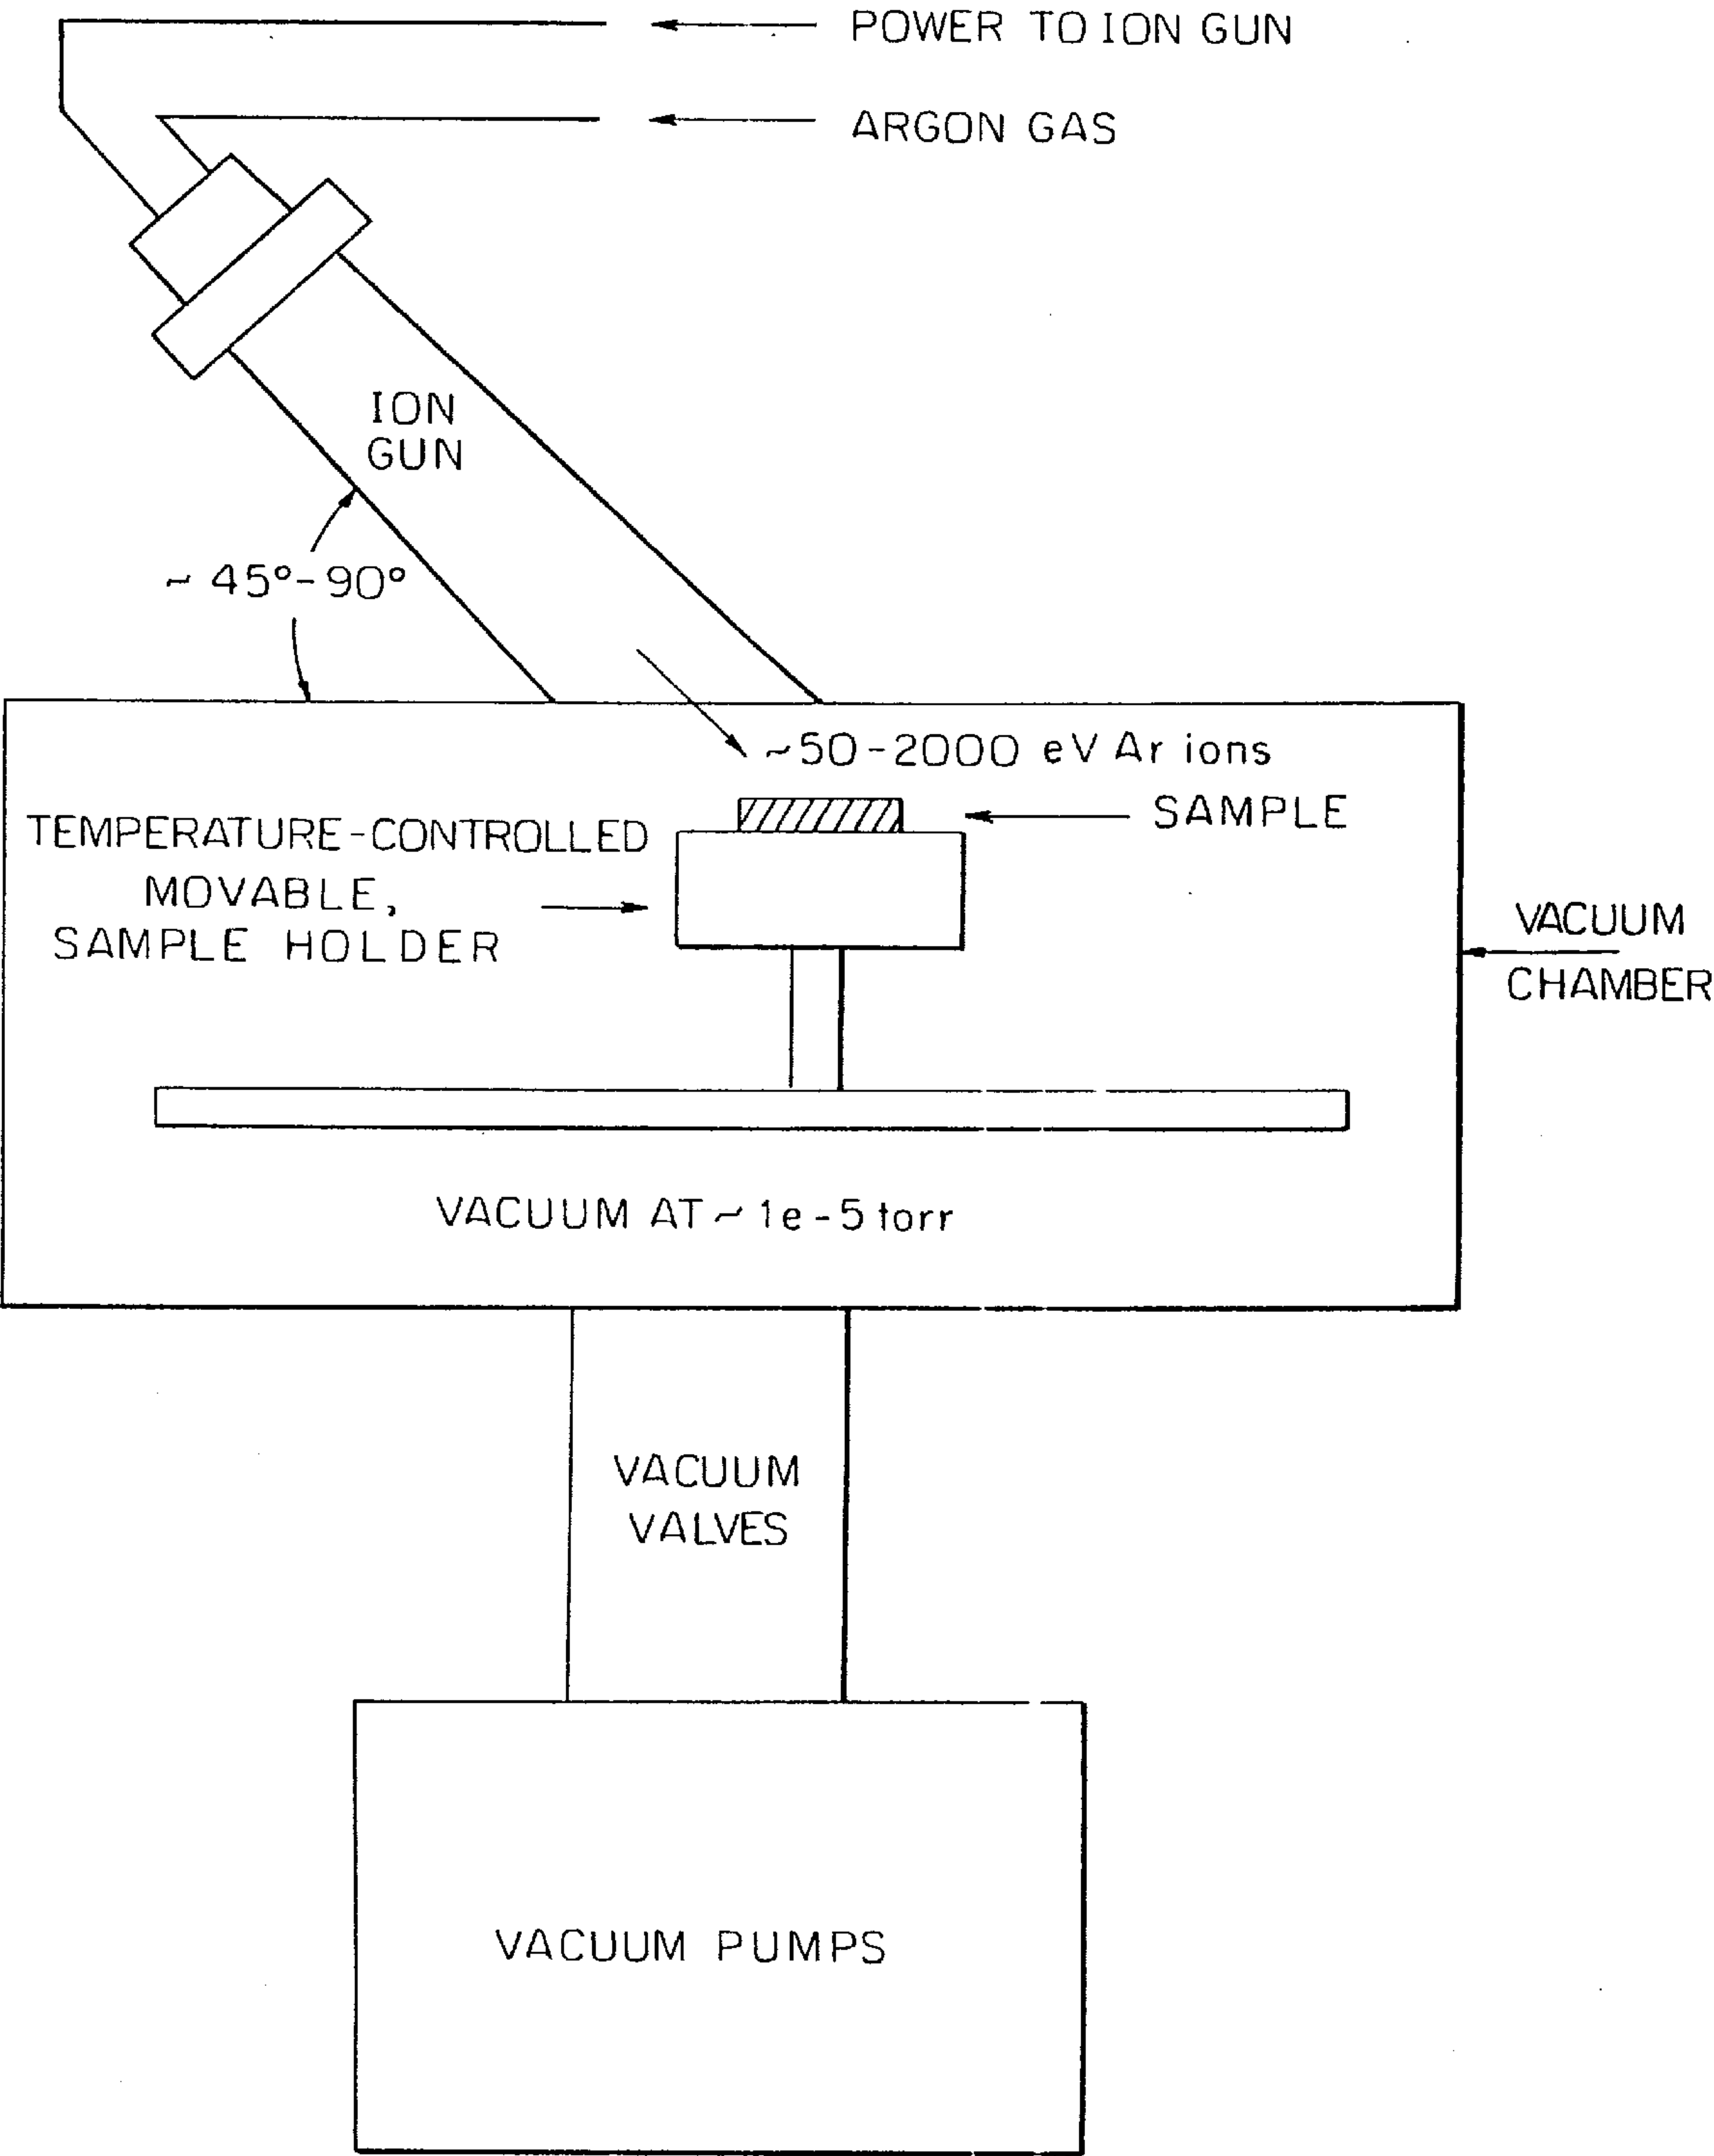 POWER TO ION GUN
ARGON GAS
ION
GUN
~ 45°-90°
~50-2000 eV Ar ions
SAMPLE
TEMPERATURE-CONTROLLED
MOVABLE,
SAMPLE HOLDER
VACUUM
CHAMBER
VACUUM AT ~ 1e-5 torr
VACUUM
VALVES
VACUUM PUMPS